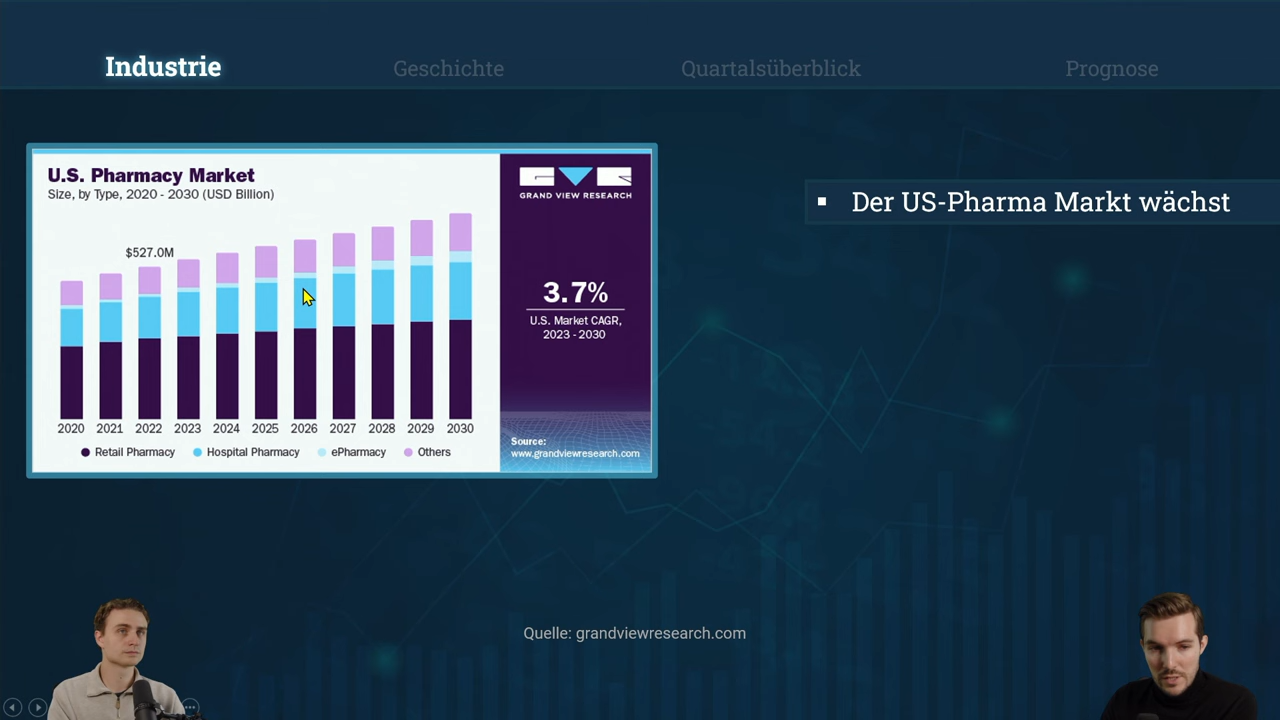 Industrie
Geschichte
Quartalsüberblick
Prognose
U.S. Pharmacy Market
Size, by Type, 2020 - 2030 (USD Billion)
$527.0M
2020 2021 2022 2023 2024 2025 2026 2027 2028 2029 2030
Retail Pharmacy Hospital Pharmacy ePharmacy Others
GRAND VIEW RESEARCH
3.7%
U.S. Market CAGR,
2023 - 2030
Source:
www.grandviewresearch.com
▪ Der US-Pharma Markt wächst
Quelle: grandviewresearch.com